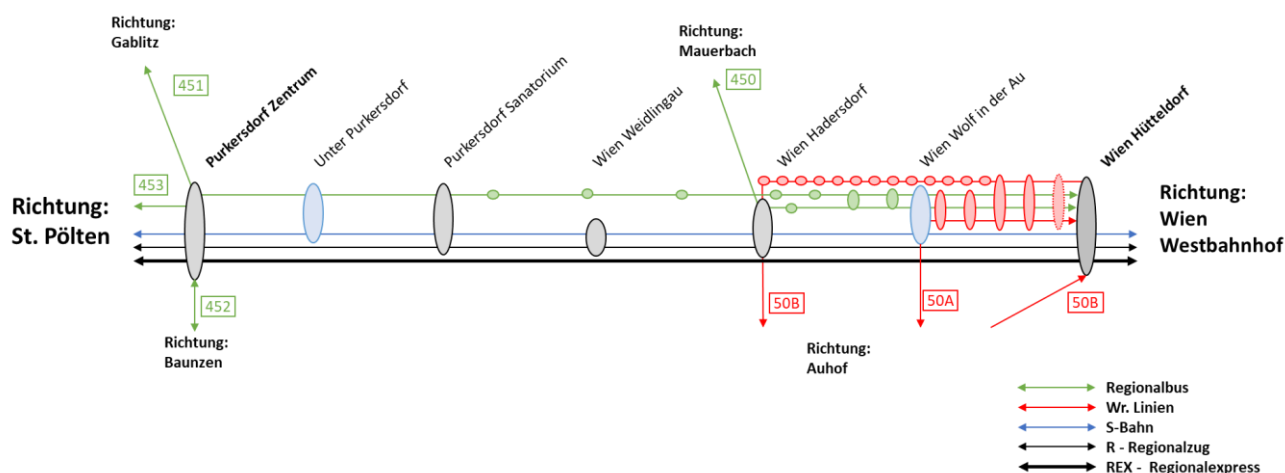 Richtung:
Gablitz
451
Purkersdorf Zentrum
Unter Purkersdorf
Purkersdorf Sanatorium
Wien Weidlingau
Richtung:
Mauerbach
450
Wien Hadersdorf
Wien Wolf in der Au
Wien Hütteldorf
453
Richtung:
St. Pölten
Richtung:
Wien
Westbahnhof
452
50B
50A
50B
Richtung:
Baunzen
Richtung:
Auhof
Regionalbus
Wr. Linien
S-Bahn
R - Regionalzug
REX - Regionalexpress